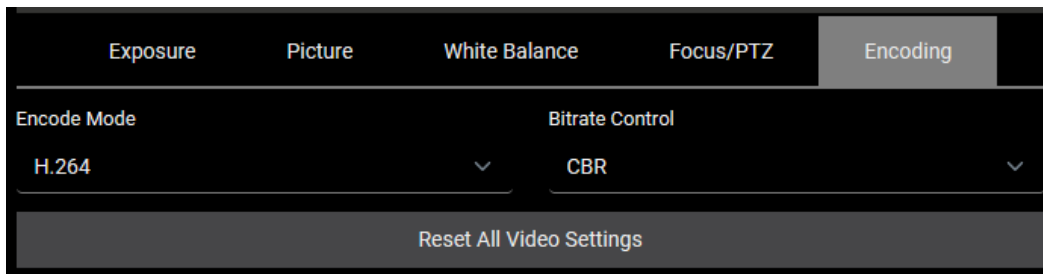 Exposure Picture White Balance Focus/PTZ Encoding
Encode Mode Bitrate Control
H.264 CBR
Reset All Video Settings